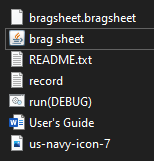 bragsheet.bragsheet
brag sheet
README.txt
record
run(DEBUG)
User's Guide
us-navy-icon-7